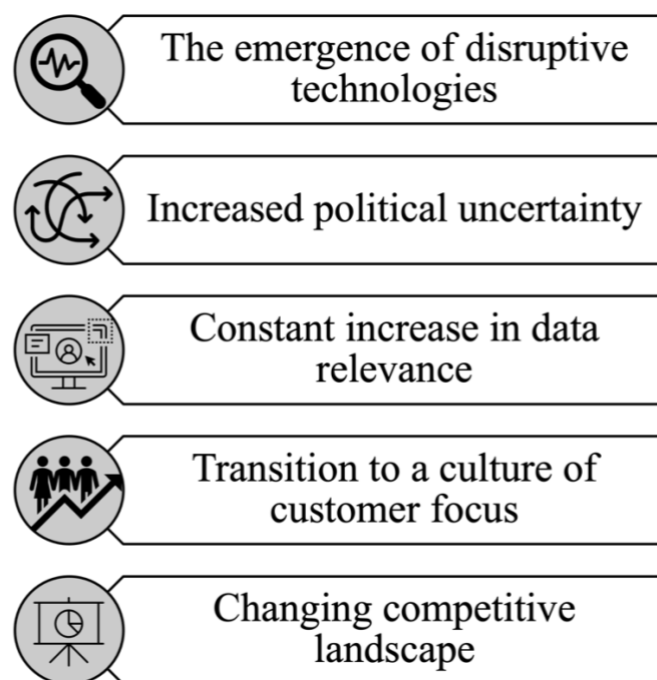 The emergence of disruptive
technologies
Increased political uncertainty
Constant increase in data
relevance
Transition to a culture of
customer focus
Changing competitive
landscape